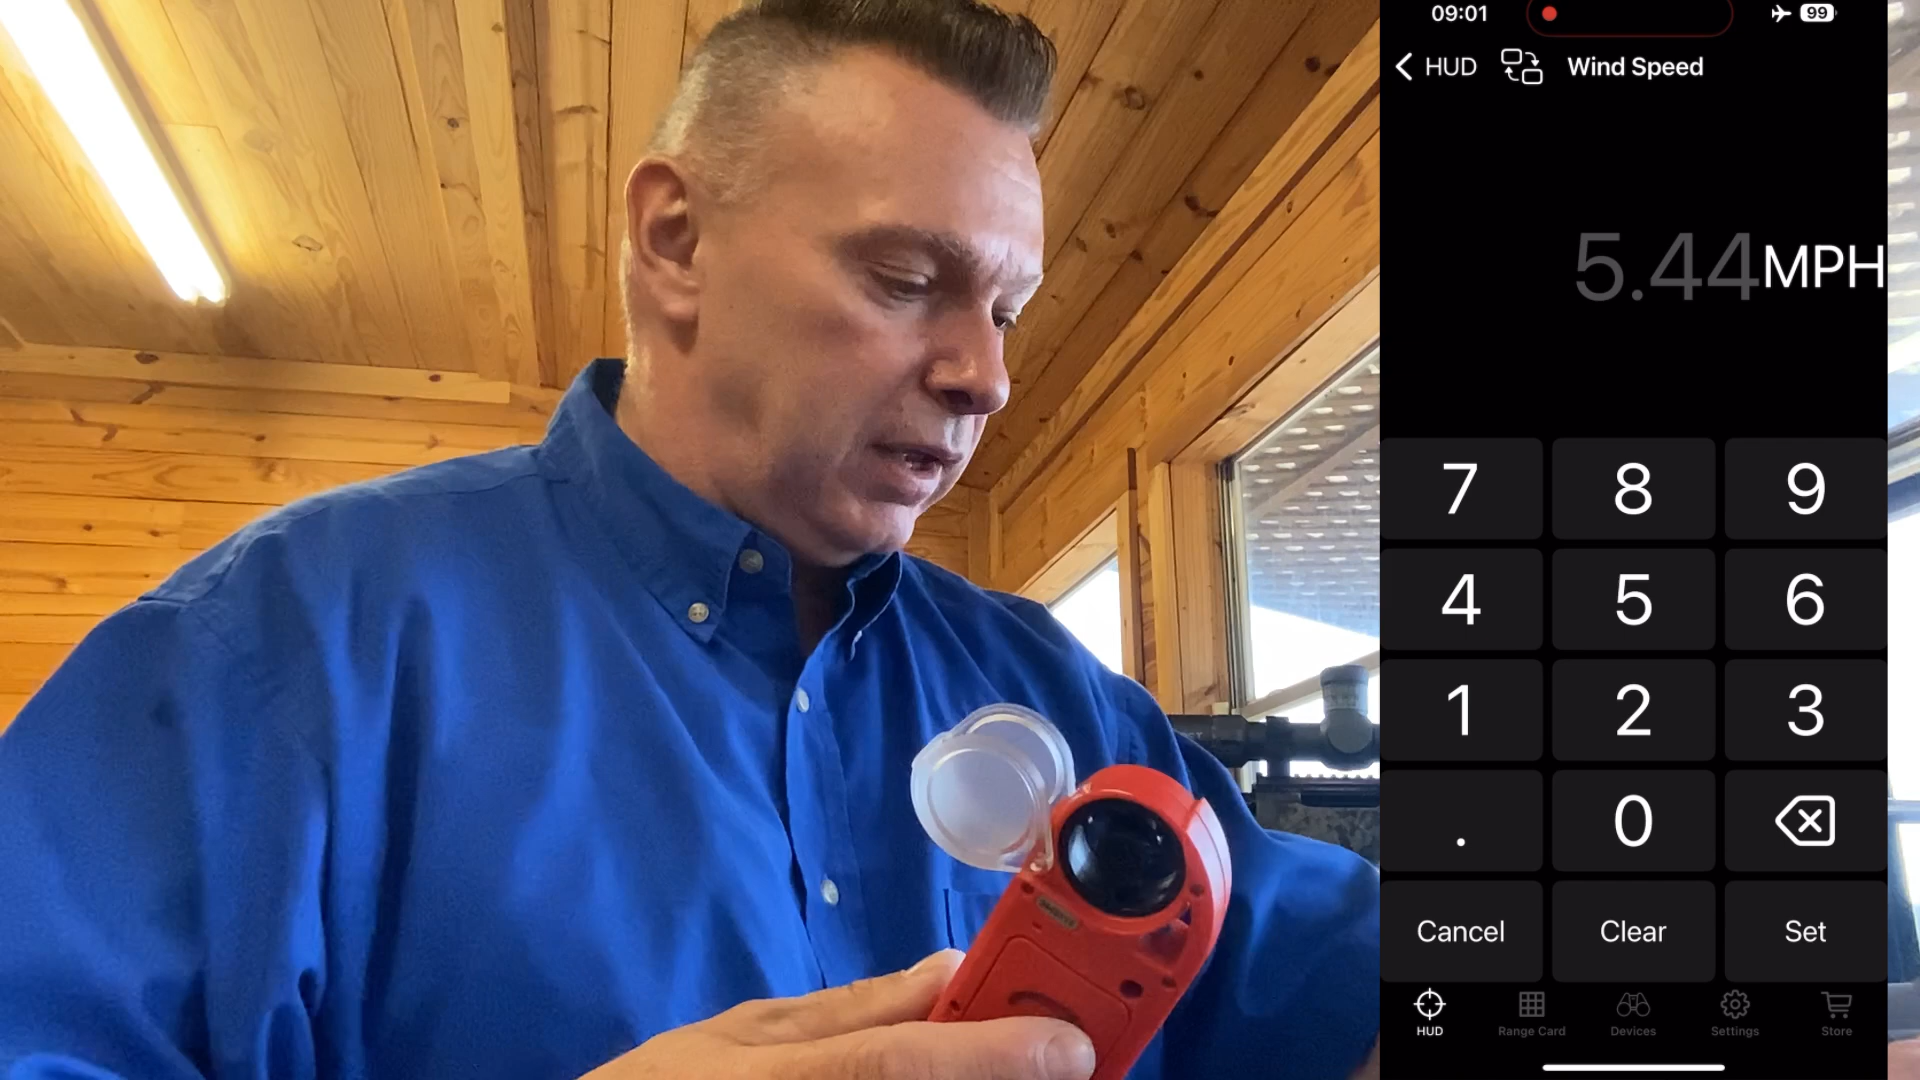 09:01
99
HUD
Wind Speed
5.44MPH
7
8
9
4
5
6
1
2
3
.
0
Cancel
Clear
Set
HUD
Range Card
Devices
Settings
Store